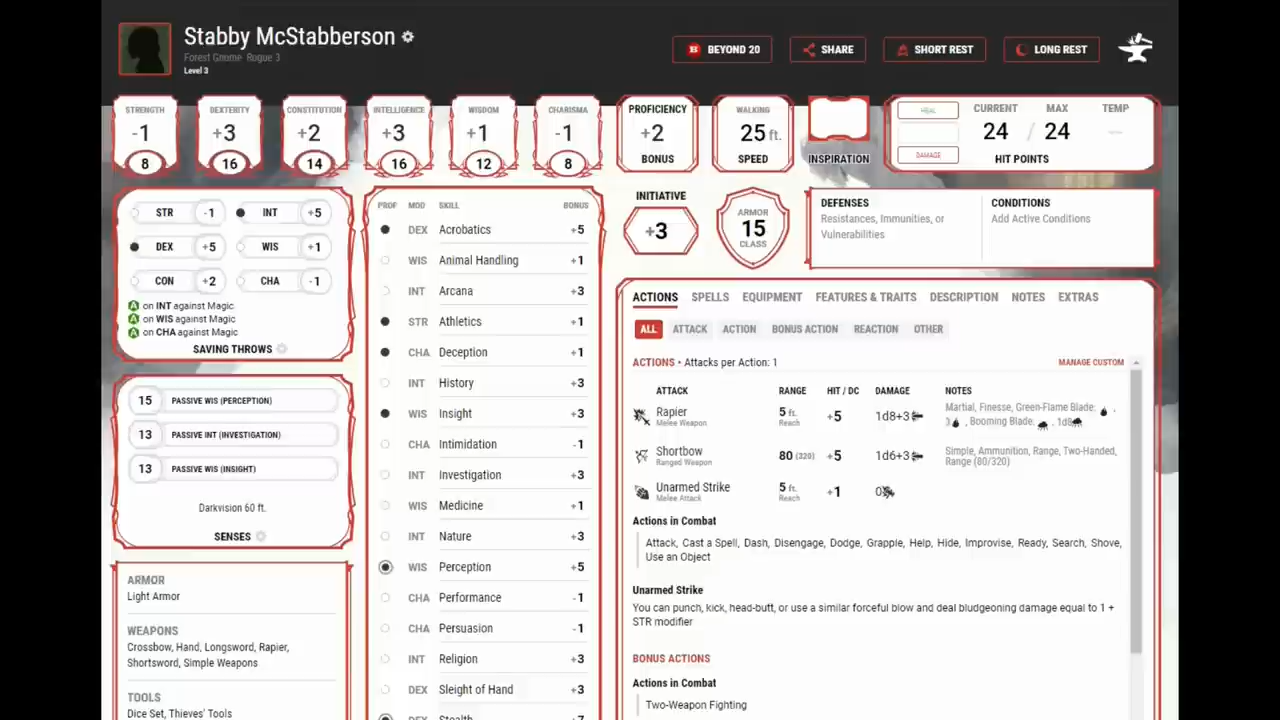 Stabby McStabberson
Forest Gnome Rogue 3
Level 3
BEYOND 20
SHARE
SHORT REST
LONG REST
STRENGTH
-1
8
DEXTERITY
+3
16
CONSTITUTION
+2
14
INTELLIGENCE
+3
16
WISDOM
+1
12
CHARISMA
-1
8
PROFICIENCY
+2
BONUS
WALKING
25 ft.
SPEED
INSPIRATION
HEAL
DAMAGE
CURRENT MAX TEMP
24 / 24 --
HIT POINTS
STR -1 INT +5
DEX +5 WIS +1
CON +2 CHA -1
A on INT against Magic
A on WIS against Magic
A on CHA against Magic
SAVING THROWS
15 PASSIVE WIS (PERCEPTION)
13 PASSIVE INT (INVESTIGATION)
13 PASSIVE WIS (INSIGHT)
Darkvision 60 ft.
SENSES
ARMOR
Light Armor
WEAPONS
Crossbow, Hand, Longsword, Rapier,
Shortsword, Simple Weapons
TOOLS
Dice Set, Thieves' Tools
PROF MOD SKILL BONUS
DEX Acrobatics +5
WIS Animal Handling +1
INT Arcana +3
STR Athletics +1
CHA Deception +1
INT History +3
WIS Insight +3
CHA Intimidation -1
INT Investigation +3
WIS Medicine +1
INT Nature +3
WIS Perception +5
CHA Performance -1
CHA Persuasion -1
INT Religion +3
DEX Sleight of Hand +3
DEX Stealth +7
INITIATIVE
+3
ARMOR
15
CLASS
DEFENSES
Resistances, Immunities, or
Vulnerabilities
CONDITIONS
Add Active Conditions
ACTIONS SPELLS EQUIPMENT FEATURES & TRAITS DESCRIPTION NOTES EXTRAS
ALL ATTACK ACTION BONUS ACTION REACTION OTHER
ACTIONS • Attacks per Action: 1 MANAGE CUSTOM
ATTACK RANGE HIT / DC DAMAGE NOTES
Rapier 5 ft. +5 1d8+3 Martial, Finesse, Green-Flame Blade: ,
Melee Weapon Reach 3 , Booming Blade: , 1d8
Shortbow 80 (320) +5 1d6+3 Simple, Ammunition, Range, Two-Handed,
Ranged Weapon Range (80/320)
Unarmed Strike 5 ft. +1 0
Melee Attack Reach
Actions in Combat
Attack, Cast a Spell, Dash, Disengage, Dodge, Grapple, Help, Hide, Improvise, Ready, Search, Shove,
Use an Object
Unarmed Strike
You can punch, kick, head-butt, or use a similar forceful blow and deal bludgeoning damage equal to 1 +
STR modifier
BONUS ACTIONS
Actions in Combat
Two-Weapon Fighting